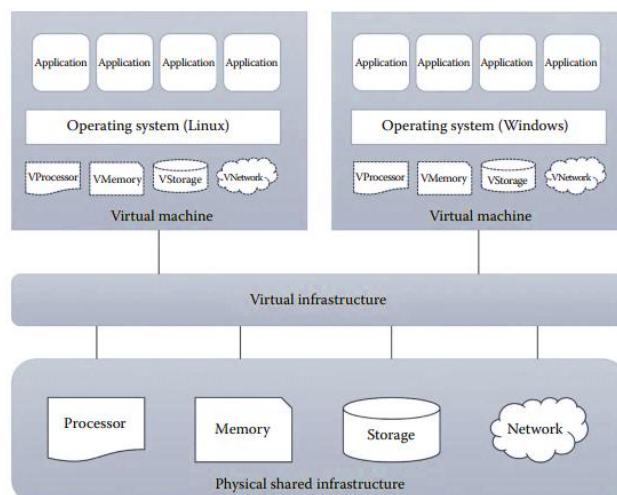 Application Application Application Application
Operating system (Linux)
VProcessor VMemory VStorage VNetwork
Virtual machine
Application Application Application Application
Operating system (Windows)
VProcessor VMemory VStorage VNetwork
Virtual machine
Virtual infrastructure
Processor Memory Storage Network
Physical shared infrastructure